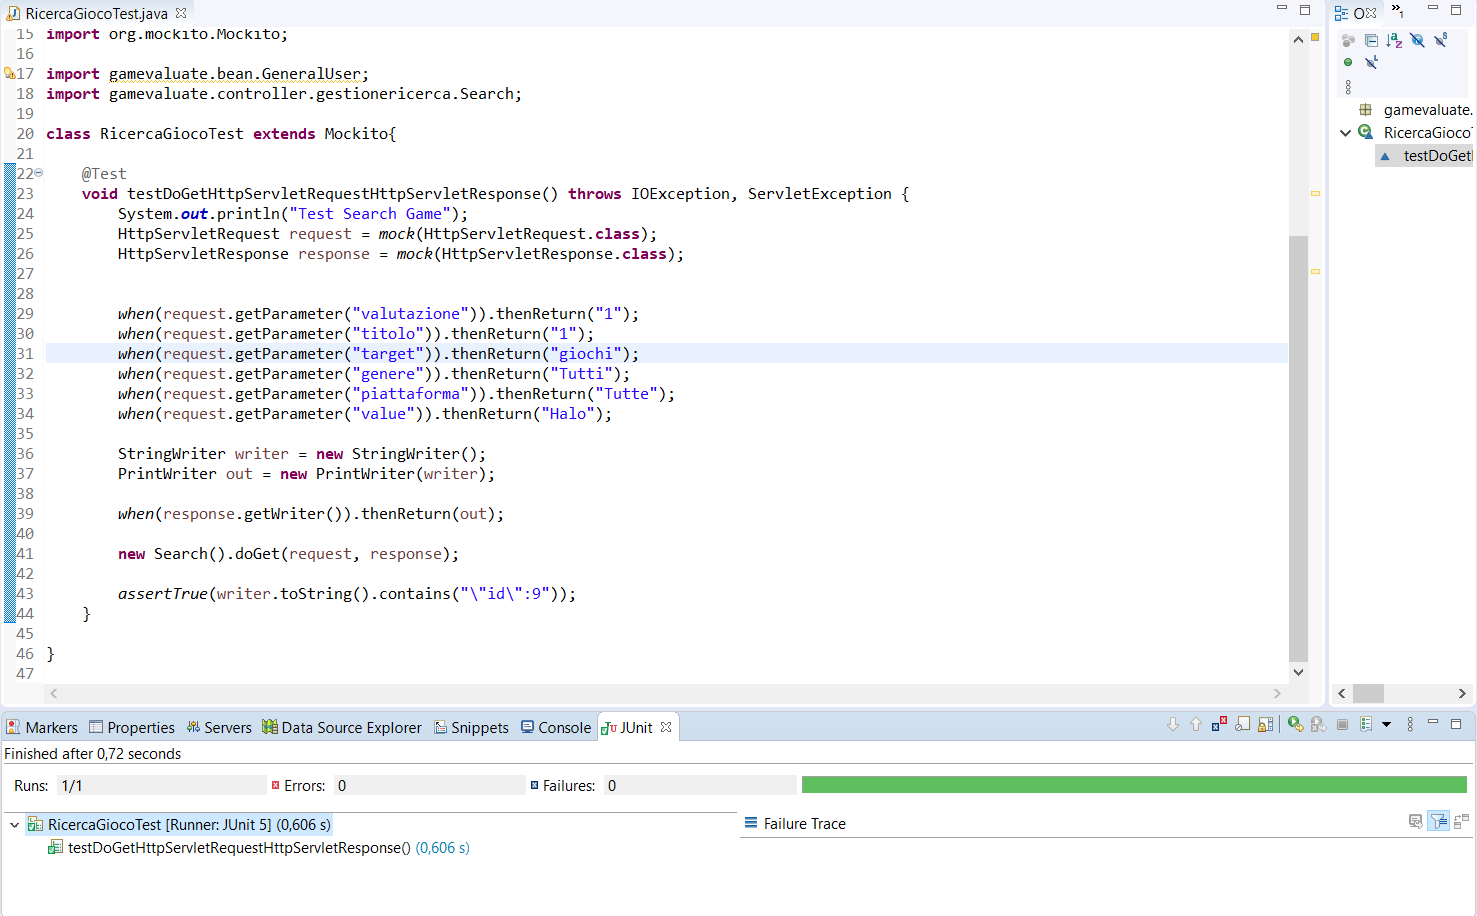 RicercaGiocoTest.java
15 import org.mockito.Mockito;
16
17 import gamevaluate.bean.GeneralUser;
18 import gamevaluate.controller.gestionericerca.Search;
19
20 class RicercaGiocoTest extends Mockito{
21
22 @Test
23 void testDoGetHttpServletRequestHttpServletResponse() throws IOException, ServletException {
24 System.out.println("Test Search Game");
25 HttpServletRequest request = mock(HttpServletRequest.class);
26 HttpServletResponse response = mock(HttpServletResponse.class);
27
28
29 when(request.getParameter("valutazione")).thenReturn("1");
30 when(request.getParameter("titolo")).thenReturn("1");
31 when(request.getParameter("target")).thenReturn("giochi");
32 when(request.getParameter("genere")).thenReturn("Tutti");
33 when(request.getParameter("piattaforma")).thenReturn("Tutte");
34 when(request.getParameter("value")).thenReturn("Halo");
35
36 StringWriter writer = new StringWriter();
37 PrintWriter out = new PrintWriter(writer);
38
39 when(response.getWriter()).thenReturn(out);
40
41 new Search().doGet(request, response);
42
43 assertTrue(writer.toString().contains("\"id\":9"));
44 }
45
46 }
47
O
»1
gamevaluate.
RicercaGiocoT
testDoGetI
Markers Properties Servers Data Source Explorer Snippets Console JUnit
Finished after 0,72 seconds
Runs: 1/1 Errors: 0 Failures: 0
RicercaGiocoTest [Runner: JUnit 5] (0,606 s)
testDoGetHttpServletRequestHttpServletResponse() (0,606 s)
Failure Trace